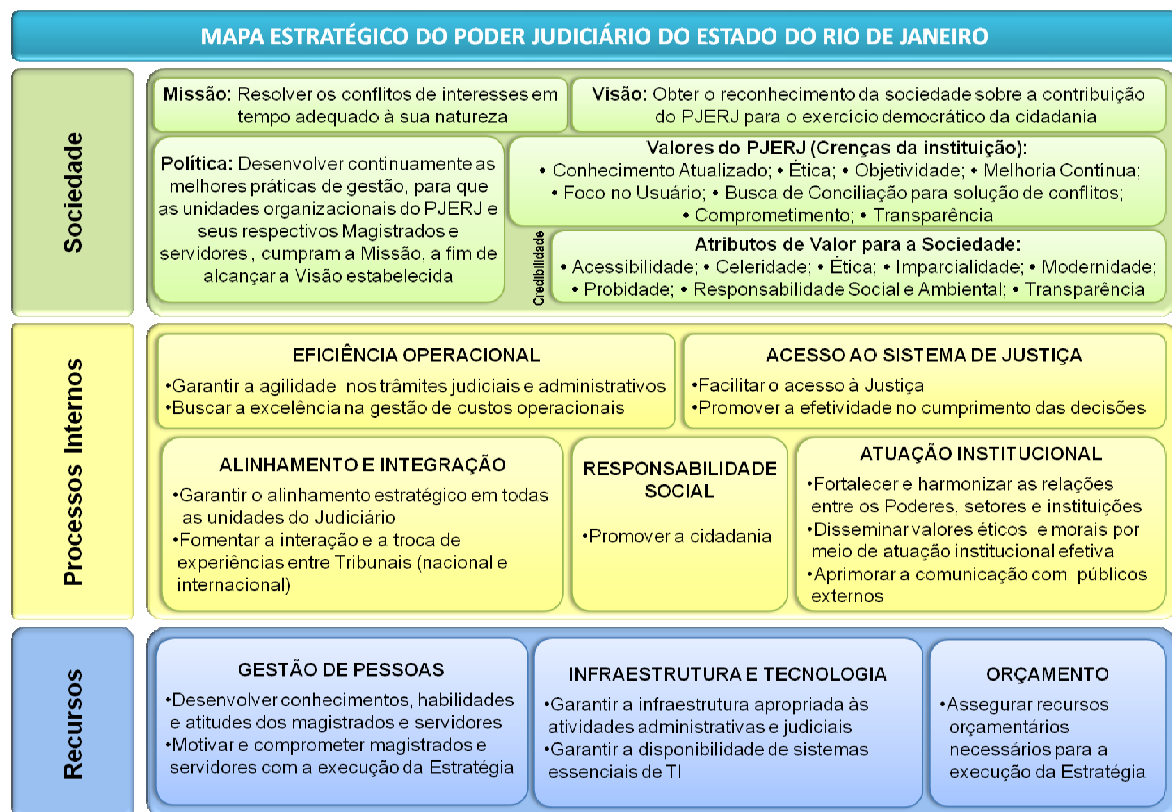 MAPA ESTRATÉGICO DO PODER JUDICIÁRIO DO ESTADO DO RIO DE JANEIRO
Sociedade
Missão: Resolver os conflitos de interesses em
tempo adequado à sua natureza
Visão: Obter o reconhecimento da sociedade sobre a contribuição
do PJERJ para o exercício democrático da cidadania
Política: Desenvolver continuamente as
melhores práticas de gestão, para que
as unidades organizacionais do PJERJ e
seus respectivos Magistrados e
servidores , cumpram a Missão, a fim de
alcançar a Visão estabelecida
Valores do PJERJ (Crenças da instituição):
• Conhecimento Atualizado; • Ética; • Objetividade; • Melhoria Contínua;
• Foco no Usuário; • Busca de Conciliação para solução de conflitos;
• Comprometimento; • Transparência
Credibilidade
Atributos de Valor para a Sociedade:
• Acessibilidade; • Celeridade; • Ética; • Imparcialidade; • Modernidade;
• Probidade; • Responsabilidade Social e Ambiental; • Transparência
Processos Internos
EFICIÊNCIA OPERACIONAL
•Garantir a agilidade nos trâmites judiciais e administrativos
•Buscar a excelência na gestão de custos operacionais
ACESSO AO SISTEMA DE JUSTIÇA
•Facilitar o acesso à Justiça
•Promover a efetividade no cumprimento das decisões
ALINHAMENTO E INTEGRAÇÃO
•Garantir o alinhamento estratégico em todas
as unidades do Judiciário
•Fomentar a interação e a troca de
experiências entre Tribunais (nacional e
internacional)
RESPONSABILIDADE
SOCIAL
•Promover a cidadania
ATUAÇÃO INSTITUCIONAL
•Fortalecer e harmonizar as relações
entre os Poderes, setores e instituições
•Disseminar valores éticos e morais por
meio de atuação institucional efetiva
•Aprimorar a comunicação com públicos
externos
Recursos
GESTÃO DE PESSOAS
•Desenvolver conhecimentos, habilidades
e atitudes dos magistrados e servidores
•Motivar e comprometer magistrados e
servidores com a execução da Estratégia
INFRAESTRUTURA E TECNOLOGIA
•Garantir a infraestrutura apropriada às
atividades administrativas e judiciais
•Garantir a disponibilidade de sistemas
essenciais de TI
ORÇAMENTO
•Assegurar recursos
orçamentários
necessários para a
execução da Estratégia